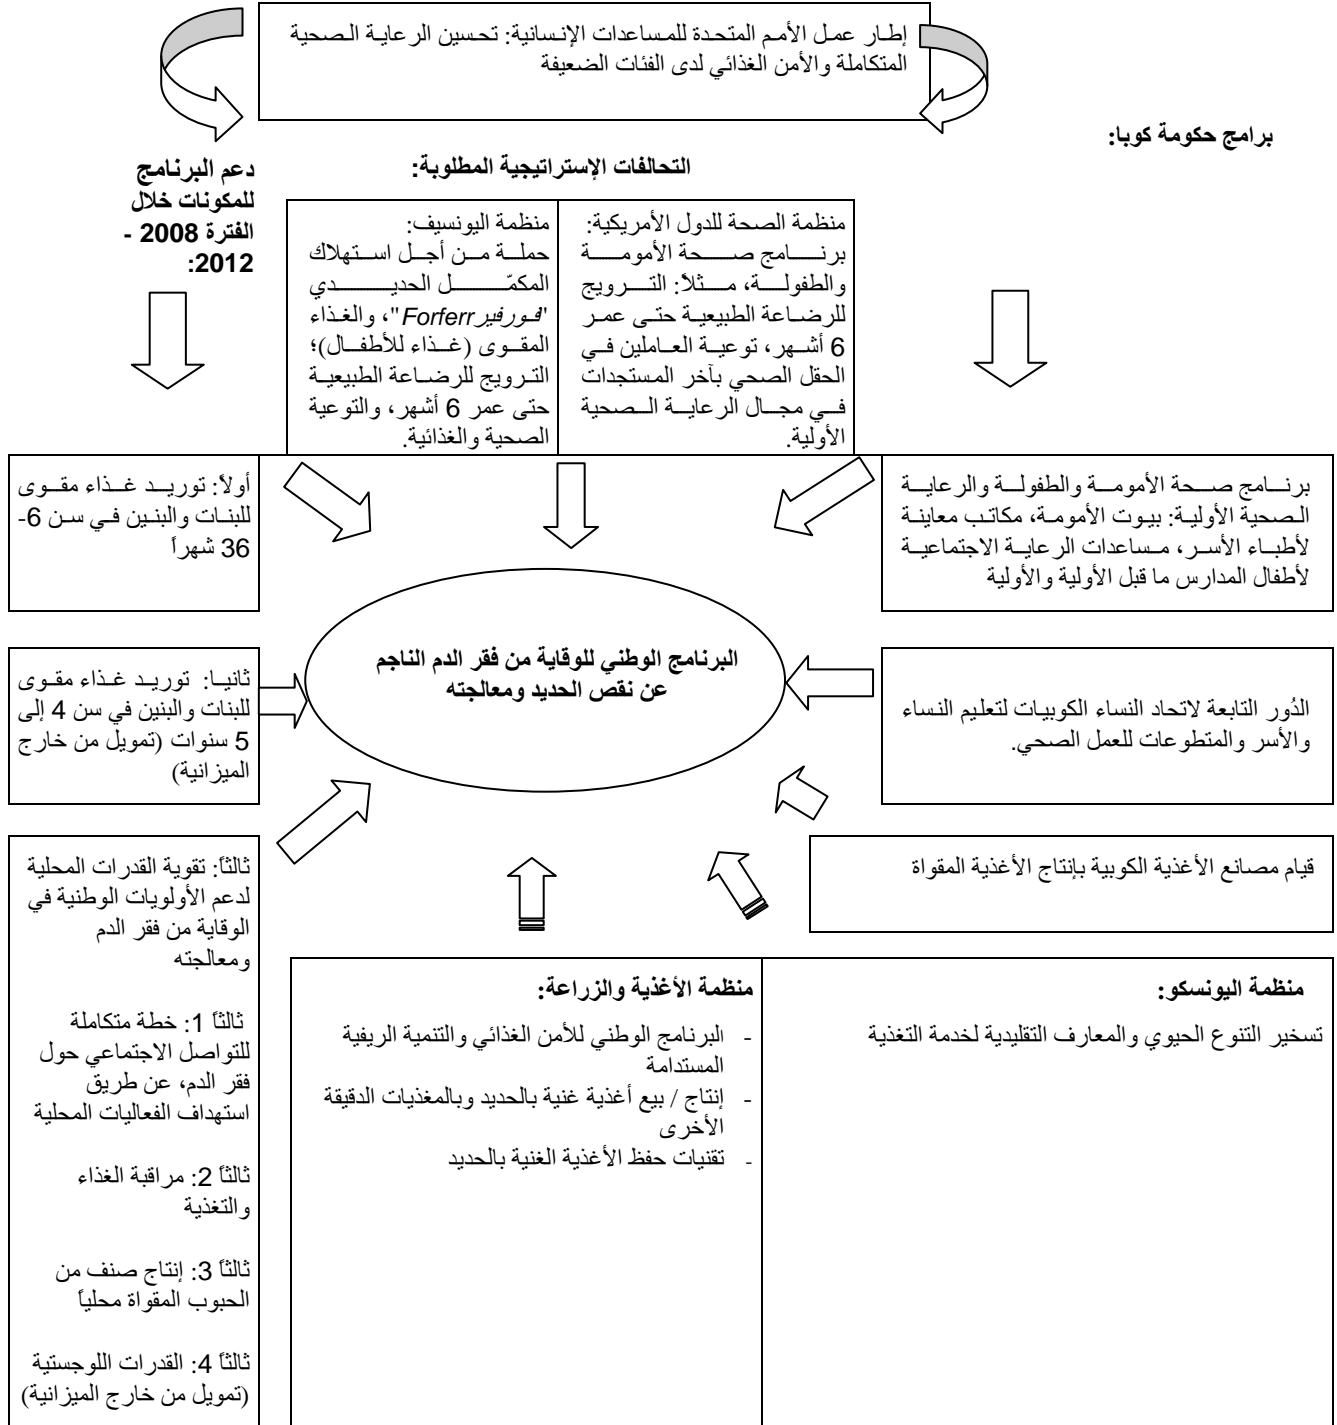 إطار عمل الأمم المتحدة للمساعدات الإنسانية: تحسين الرعاية الصحية
المتكاملة والأمن الغذائي لدى الفئات الضعيفة
برامج حكومة كوبا:
التحالفات الإستراتيجية المطلوبة:
دعم البرنامج
للمكونات خلال
الفترة 2008 -
2012:
منظمة الصحة للدول الأمريكية:
برنامج صحة الأمومة
والطفولة، مثلاً: الترويج
للرضاعة الطبيعية حتى عمر
6 أشهر، توعية العاملين في
الحقل الصحي بآخر المستجدات
في مجال الرعاية الصحية
الأولية.
منظمة اليونسيف:
حملة من أجل استهلاك
المكمّل الحديدي
"فورفيرForferr"، والغذاء
المقوى (غذاء للأطفال)؛
الترويج للرضاعة الطبيعية
حتى عمر 6 أشهر، والتوعية
الصحية والغذائية.
برنامج صحة الأمومة والطفولة والرعاية
الصحية الأولية: بيوت الأمومة، مكاتب معاينة
لأطباء الأسر، مساعدات الرعاية الاجتماعية
لأطفال المدارس ما قبل الأولية والأولية
أولاً: توريد غذاء مقوى
للبنات والبنين في سن 6-
36 شهراً
البرنامج الوطني للوقاية من فقر الدم الناجم
عن نقص الحديد ومعالجته
الدُور التابعة لاتحاد النساء الكوبيات لتعليم النساء
والأسر والمتطوعات للعمل الصحي.
ثانيا: توريد غذاء مقوى
للبنات والبنين في سن 4 إلى
5 سنوات (تمويل من خارج
الميزانية)
قيام مصانع الأغذية الكوبية بإنتاج الأغذية المقواة
ثالثاً: تقوية القدرات المحلية
لدعم الأولويات الوطنية في
الوقاية من فقر الدم
ومعالجته
ثالثاً 1: خطة متكاملة
للتواصل الاجتماعي حول
فقر الدم، عن طريق
استهداف الفعاليات المحلية
ثالثاً 2: مراقبة الغذاء
والتغذية
ثالثاً 3: إنتاج صنف من
الحبوب المقواة محلياً
ثالثاً 4: القدرات اللوجستية
(تمويل من خارج الميزانية)
منظمة اليونسكو:
تسخير التنوع الحيوي والمعارف التقليدية لخدمة التغذية
منظمة الأغذية والزراعة:
- البرنامج الوطني للأمن الغذائي والتنمية الريفية
المستدامة
- إنتاج / بيع أغذية غنية بالحديد وبالمغذيات الدقيقة
الأخرى
- تقنيات حفظ الأغذية الغنية بالحديد